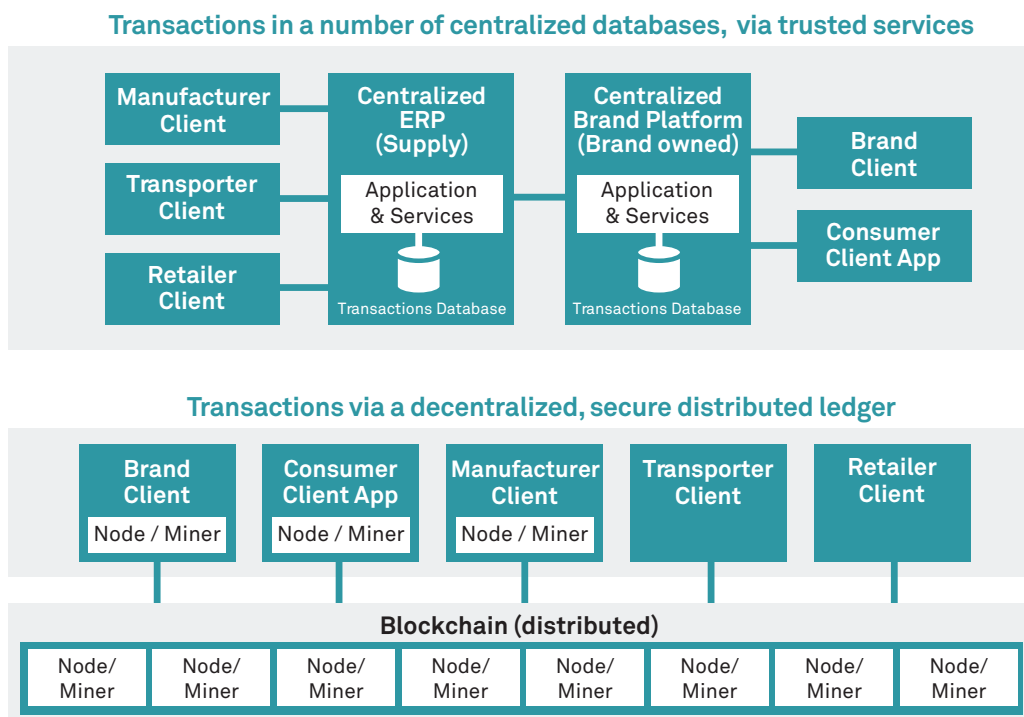 Transactions in a number of centralized databases, via trusted services
Manufacturer
Client
Transporter
Client
Retailer
Client
Centralized
ERP
(Supply)
Application
& Services
Transactions Database
Centralized
Brand Platform
(Brand owned)
Application
& Services
Transactions Database
Brand
Client
Consumer
Client App
Transactions via a decentralized, secure distributed ledger
Brand
Client
Node / Miner
Consumer
Client App
Node / Miner
Manufacturer
Client
Node / Miner
Transporter
Client
Retailer
Client
Blockchain (distributed)
Node/
Miner
Node/
Miner
Node/
Miner
Node/
Miner
Node/
Miner
Node/
Miner
Node/
Miner
Node/
Miner